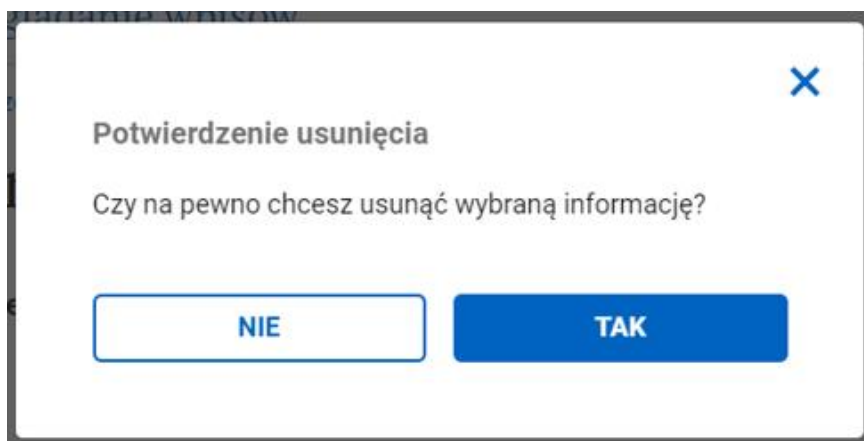 Potwierdzenie usunięcia
Czy na pewno chcesz usunąć wybraną informację?
NIE
TAK